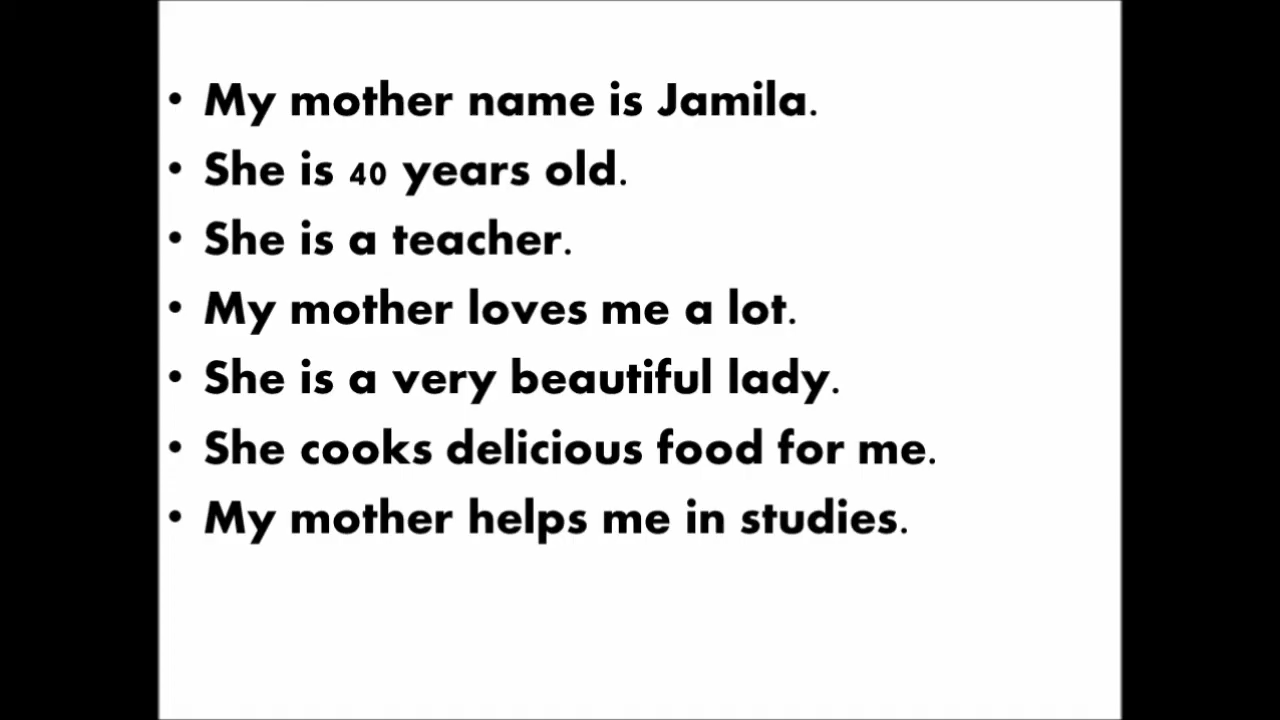 • My mother name is Jamila.
• She is 40 years old.
• She is a teacher.
• My mother loves me a lot.
• She is a very beautiful lady.
• She cooks delicious food for me.
• My mother helps me in studies.